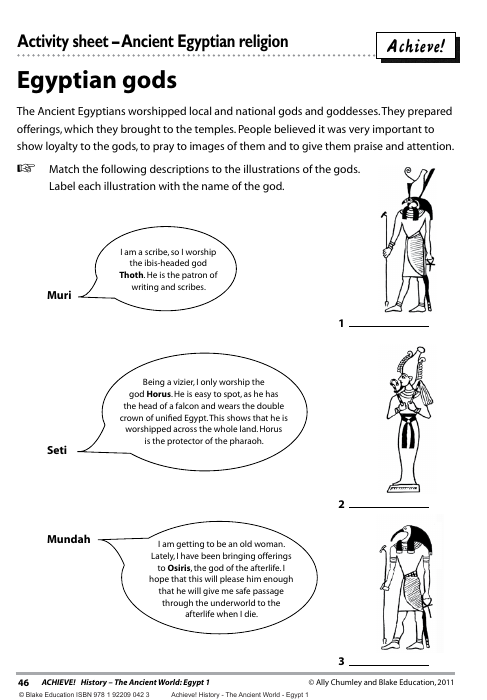 Activity sheet – Ancient Egyptian religion
Achieve!
Egyptian gods
The Ancient Egyptians worshipped local and national gods and goddesses. They prepared
offerings, which they brought to the temples. People believed it was very important to
show loyalty to the gods, to pray to images of them and to give them praise and attention.
Match the following descriptions to the illustrations of the gods.
Label each illustration with the name of the god.
I am a scribe, so I worship
the ibis-headed god
Thoth. He is the patron of
writing and scribes.
Muri
1
Being a vizier, I only worship the
god Horus. He is easy to spot, as he has
the head of a falcon and wears the double
crown of unified Egypt. This shows that he is
worshipped across the whole land. Horus
is the protector of the pharaoh.
Seti
2
Mundah
I am getting to be an old woman.
Lately, I have been bringing offerings
to Osiris, the god of the afterlife. I
hope that this will please him enough
that he will give me safe passage
through the underworld to the
afterlife when I die.
3
46 ACHIEVE! History – The Ancient World: Egypt 1 © Ally Chumley and Blake Education, 2011
© Blake Education ISBN 978 1 92209 042 3 Achieve! History - The Ancient World - Egypt 1